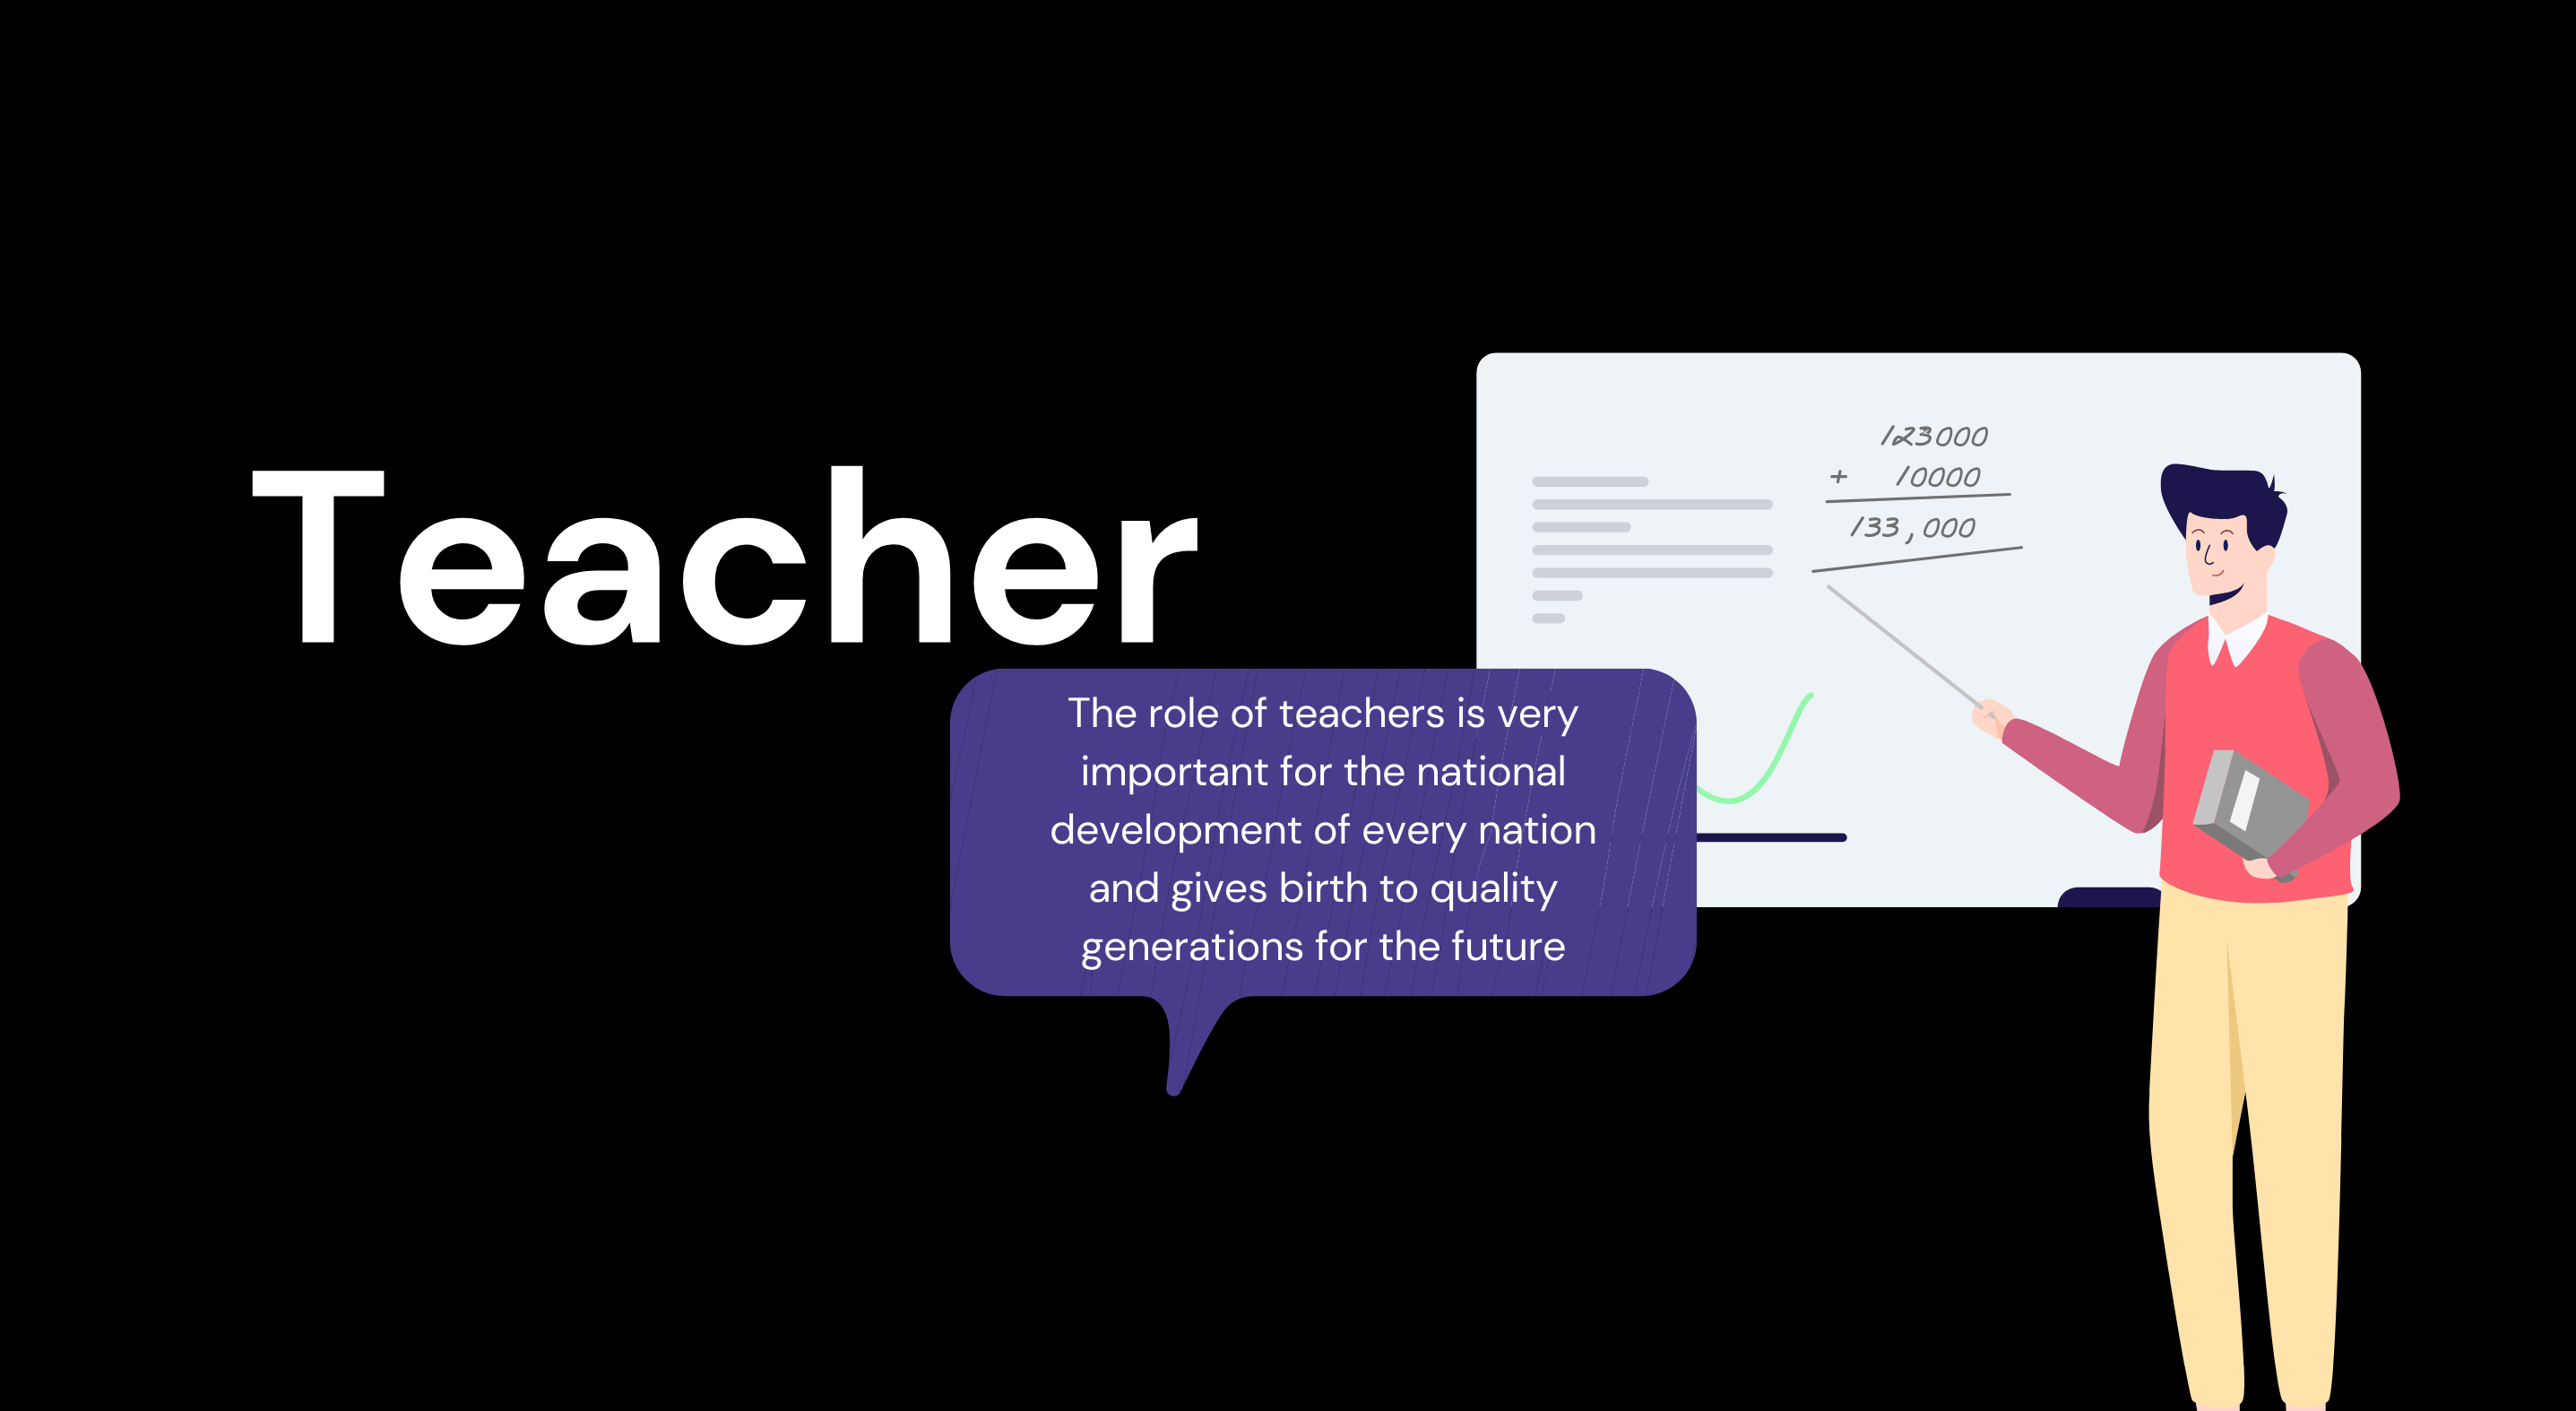 Teacher
123000
+ 10000
133,000
The role of teachers is very
important for the national
development of every nation
and gives birth to quality
generations for the future